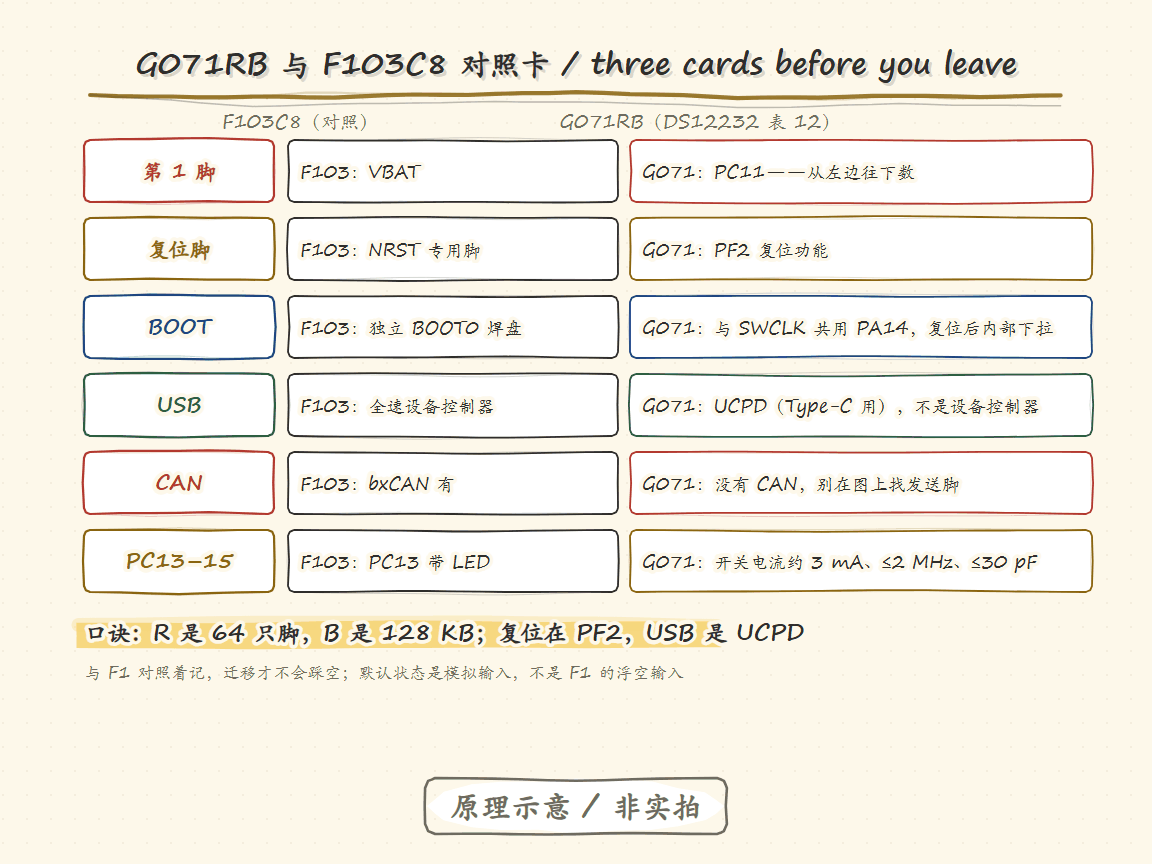 G071RB 与 F103C8 对照卡 / three cards before you leave
F103C8（对照）
G071RB（DS12232 表 12）
第 1 脚
F103：VBAT
G071：PC11——从左边往下数
复位脚
F103：NRST 专用脚
G071：PF2 复位功能
BOOT
F103：独立 BOOT0 焊盘
G071：与 SWCLK 共用 PA14，复位后内部下拉
USB
F103：全速设备控制器
G071：UCPD（Type-C 用），不是设备控制器
CAN
F103：bxCAN 有
G071：没有 CAN，别在图上找发送脚
PC13–15
F103：PC13 带 LED
G071：开关电流约 3 mA、≤2 MHz、≤30 pF
口诀：R 是 64 只脚，B 是 128 KB；复位在 PF2，USB 是 UCPD
与 F1 对照着记，迁移才不会踩空；默认状态是模拟输入，不是 F1 的浮空输入
原理示意 / 非实拍